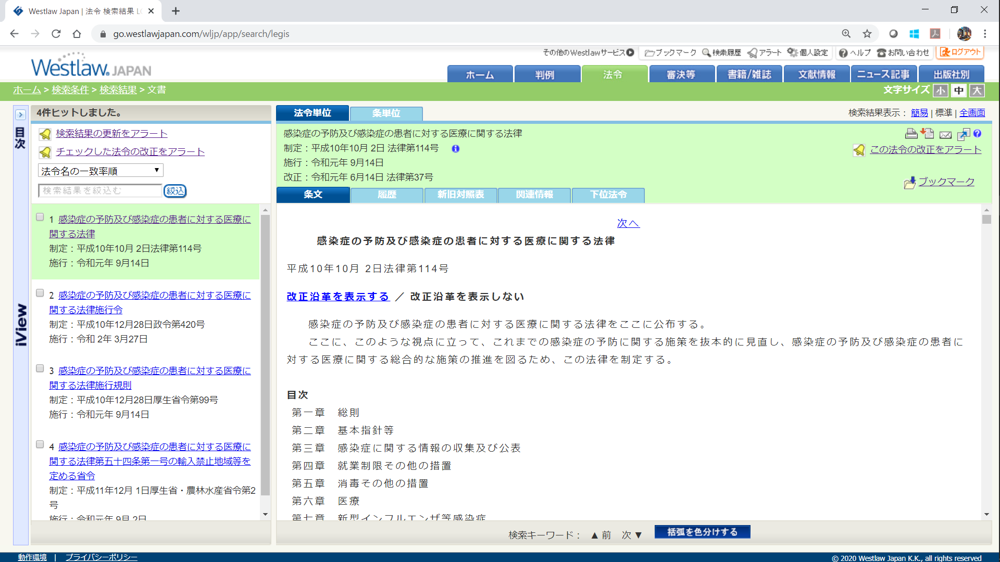 Westlaw Japan | 法令 検索結果
go.westlawjapan.com/wljp/app/search/legis
Westlaw. JAPAN
その他のWestlawサービス ブックマーク 検索履歴 アラート 個人設定 ヘルプ お問い合わせ ログアウト
ホーム 判例 法令 審決等 書籍/雑誌 文献情報 ニュース記事 出版社別
ホーム > 検索条件 > 検索結果 > 文書
文字サイズ 小 中 大
目次
iView
4件ヒットしました。
検索結果の更新をアラート
チェックした法令の改正をアラート
法令名の一致率順
検索結果を絞込む 絞込
1 感染症の予防及び感染症の患者に対する医療に
関する法律
制定：平成10年10月 2日法律第114号
施行：令和元年 9月14日
2 感染症の予防及び感染症の患者に対する医療に
関する法律施行令
制定：平成10年12月28日政令第420号
施行：令和 2年 3月27日
3 感染症の予防及び感染症の患者に対する医療に
関する法律施行規則
制定：平成10年12月28日厚生省令第99号
施行：令和元年 9月14日
4 感染症の予防及び感染症の患者に対する医療に
関する法律第五十四条第一号の輸入禁止地域等を
定める省令
制定：平成11年12月 1日厚生省・農林水産省令第2
号
施行：令和元年 9月 2日
法令単位 条単位
検索結果表示： 簡易 | 標準 | 全画面
感染症の予防及び感染症の患者に対する医療に関する法律
制定：平成10年10月 2日 法律第114号
施行：令和元年 9月14日
改正：令和元年 6月14日 法律第37号
この法令の改正をアラート
ブックマーク
条文 履歴 新旧対照表 関連情報 下位法令
次へ
感染症の予防及び感染症の患者に対する医療に関する法律
平成10年10月 2日法律第114号
改正沿革を表示する ／ 改正沿革を表示しない
感染症の予防及び感染症の患者に対する医療に関する法律をここに公布する。
ここに、このような視点に立って、これまでの感染症の予防に関する施策を抜本的に見直し、感染症の予防及び感染症の患者に
対する医療に関する総合的な施策の推進を図るため、この法律を制定する。
目次
第一章 総則
第二章 基本指針等
第三章 感染症に関する情報の収集及び公表
第四章 就業制限その他の措置
第五章 消毒その他の措置
第六章 医療
第七章 新型インフルエンザ等感染症
検索キーワード： ▲ 前 次 ▼ 括弧を色分けする
動作環境 | プライバシーポリシー
© 2020 Westlaw Japan K.K., all rights reserved